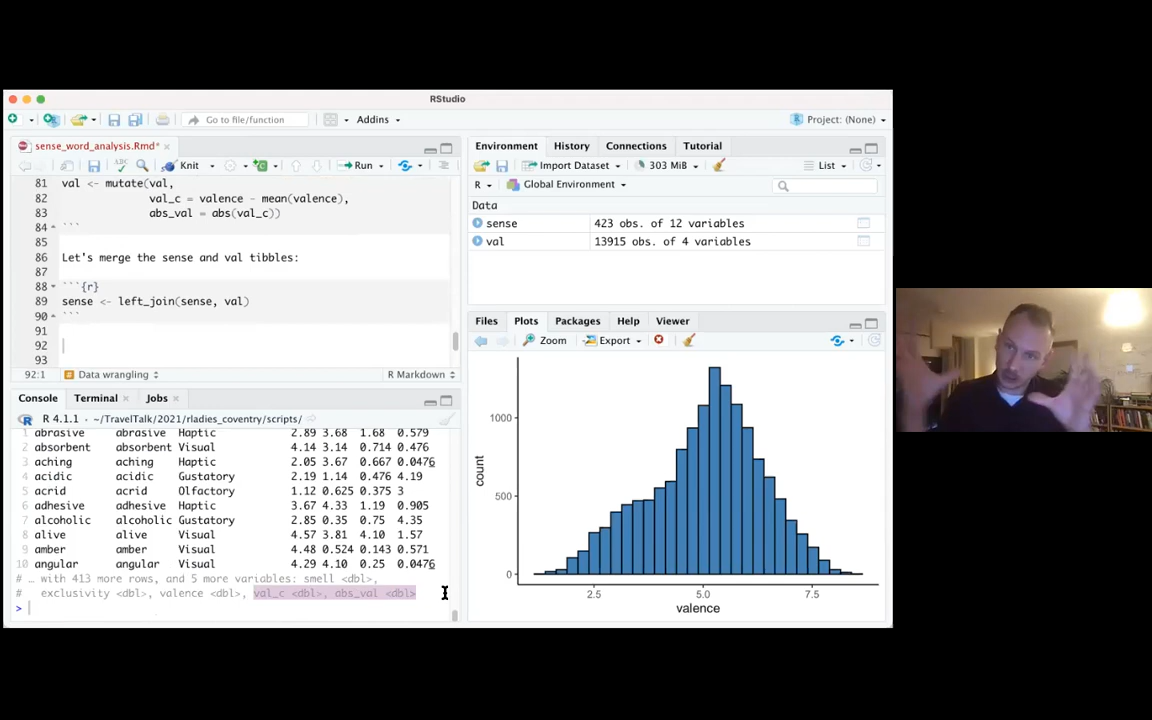 RStudio
Go to file/function
Addins
Project: (None)
sense_word_analysis.Rmd*
Knit
Run
81 val <- mutate(val,
82 val_c = valence - mean(valence),
83 abs_val = abs(val_c))
84 ```
85
86 Let's merge the sense and val tibbles:
87
88 ```{r}
89 sense <- left_join(sense, val)
90 ```
91
92
93
92:1 Data wrangling R Markdown
Console Terminal Jobs
R 4.1.1 · ~/TravelTalk/2021/rladies_coventry/scripts/
1 abrasive abrasive Haptic 2.89 3.68 1.68 0.579
2 absorbent absorbent Visual 4.14 3.14 0.714 0.476
3 aching aching Haptic 2.05 3.67 0.667 0.0476
4 acidic acidic Gustatory 2.19 1.14 0.476 4.19
5 acrid acrid Olfactory 1.12 0.625 0.375 3
6 adhesive adhesive Haptic 3.67 4.33 1.19 0.905
7 alcoholic alcoholic Gustatory 2.85 0.35 0.75 4.35
8 alive alive Visual 4.57 3.81 4.10 1.57
9 amber amber Visual 4.48 0.524 0.143 0.571
10 angular angular Visual 4.29 4.10 0.25 0.0476
# … with 413 more rows, and 5 more variables: smell <dbl>,
# exclusivity <dbl>, valence <dbl>, val_c <dbl>, abs_val <dbl>
>
Environment History Connections Tutorial
Import Dataset 303 MiB List
R Global Environment
Data
sense 423 obs. of 12 variables
val 13915 obs. of 4 variables
Files Plots Packages Help Viewer
Zoom Export
count
1000
500
0
2.5 5.0 7.5
valence